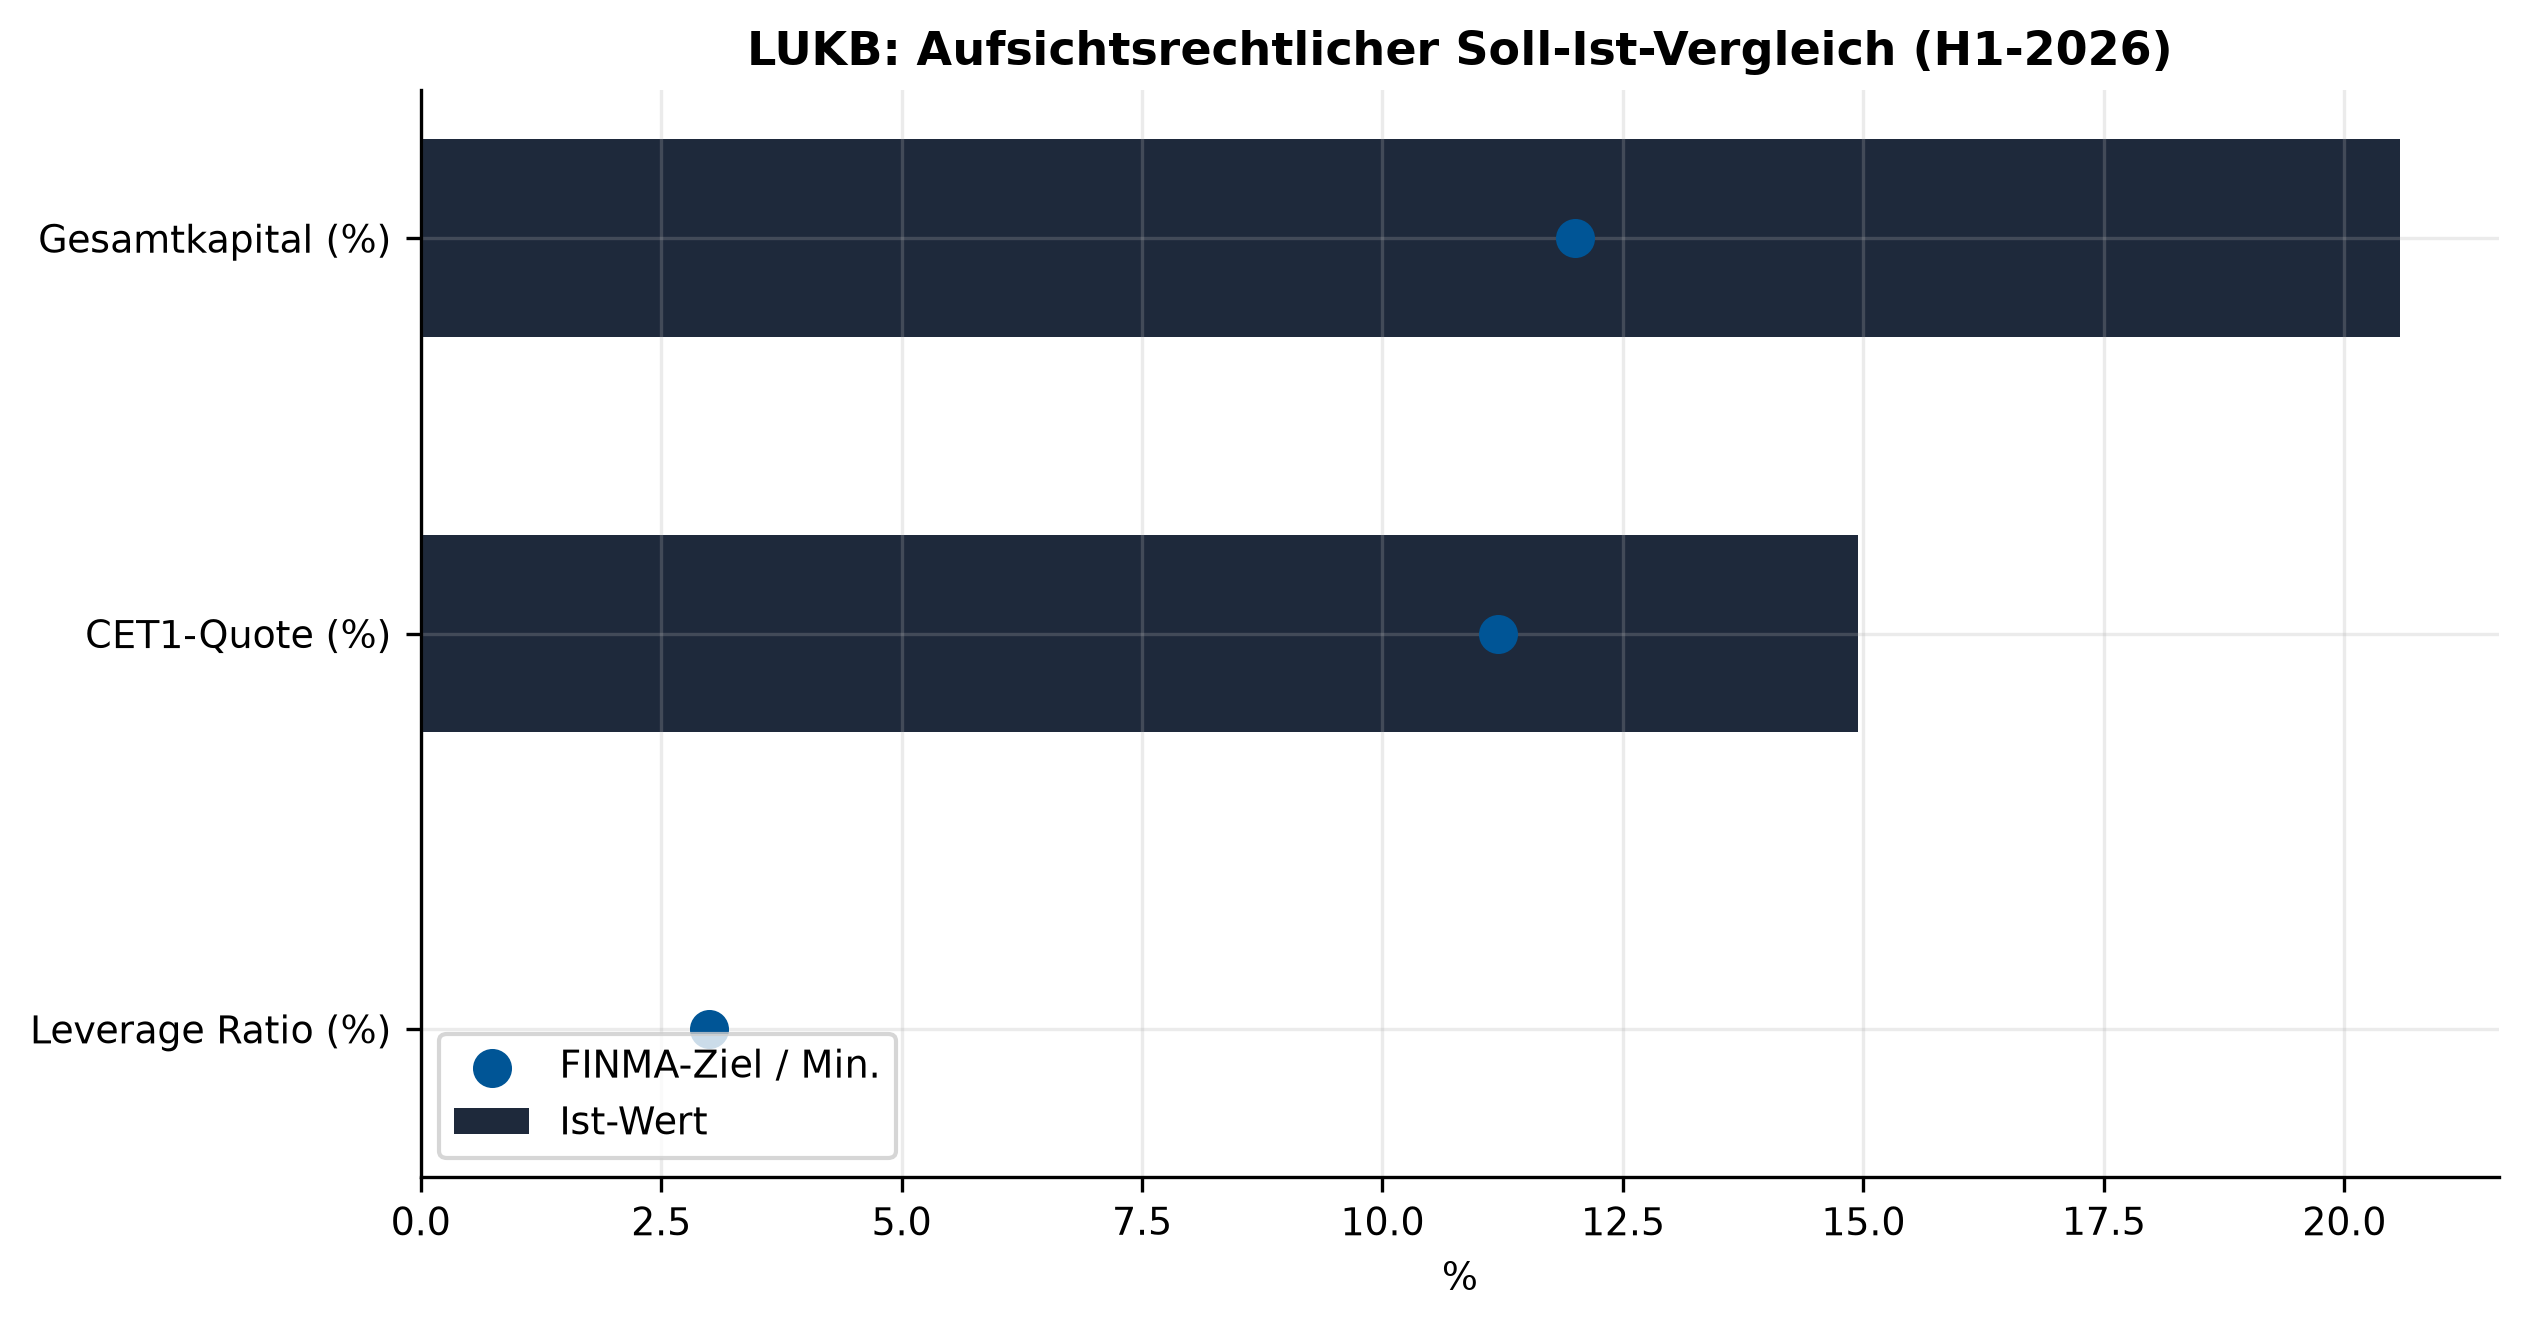 LUKB: Aufsichtsrechtlicher Soll-Ist-Vergleich (H1-2026)
Gesamtkapital (%)
CET1-Quote (%)
Leverage Ratio (%)
FINMA-Ziel / Min.
Ist-Wert
0.0 2.5 5.0 7.5 10.0 12.5 15.0 17.5 20.0
%